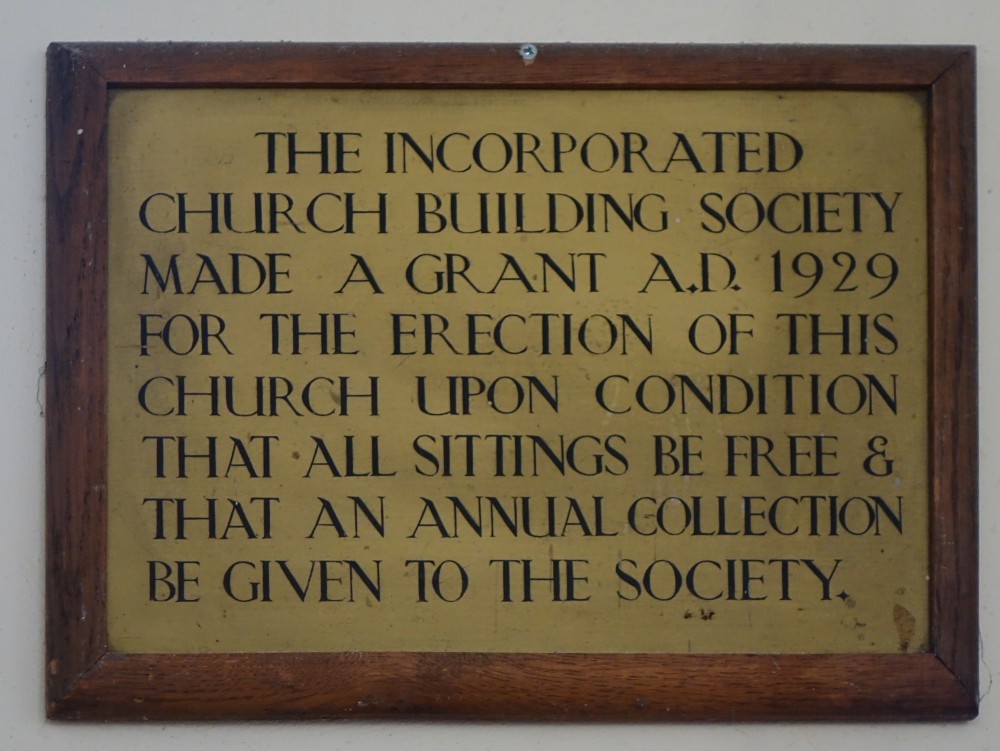 THE INCORPORATED
CHURCH BUILDING SOCIETY
MADE A GRANT A.D. 1929
FOR THE ERECTION OF THIS
CHURCH UPON CONDITION
THAT ALL SITTINGS BE FREE &
THAT AN ANNUAL COLLECTION
BE GIVEN TO THE SOCIETY.